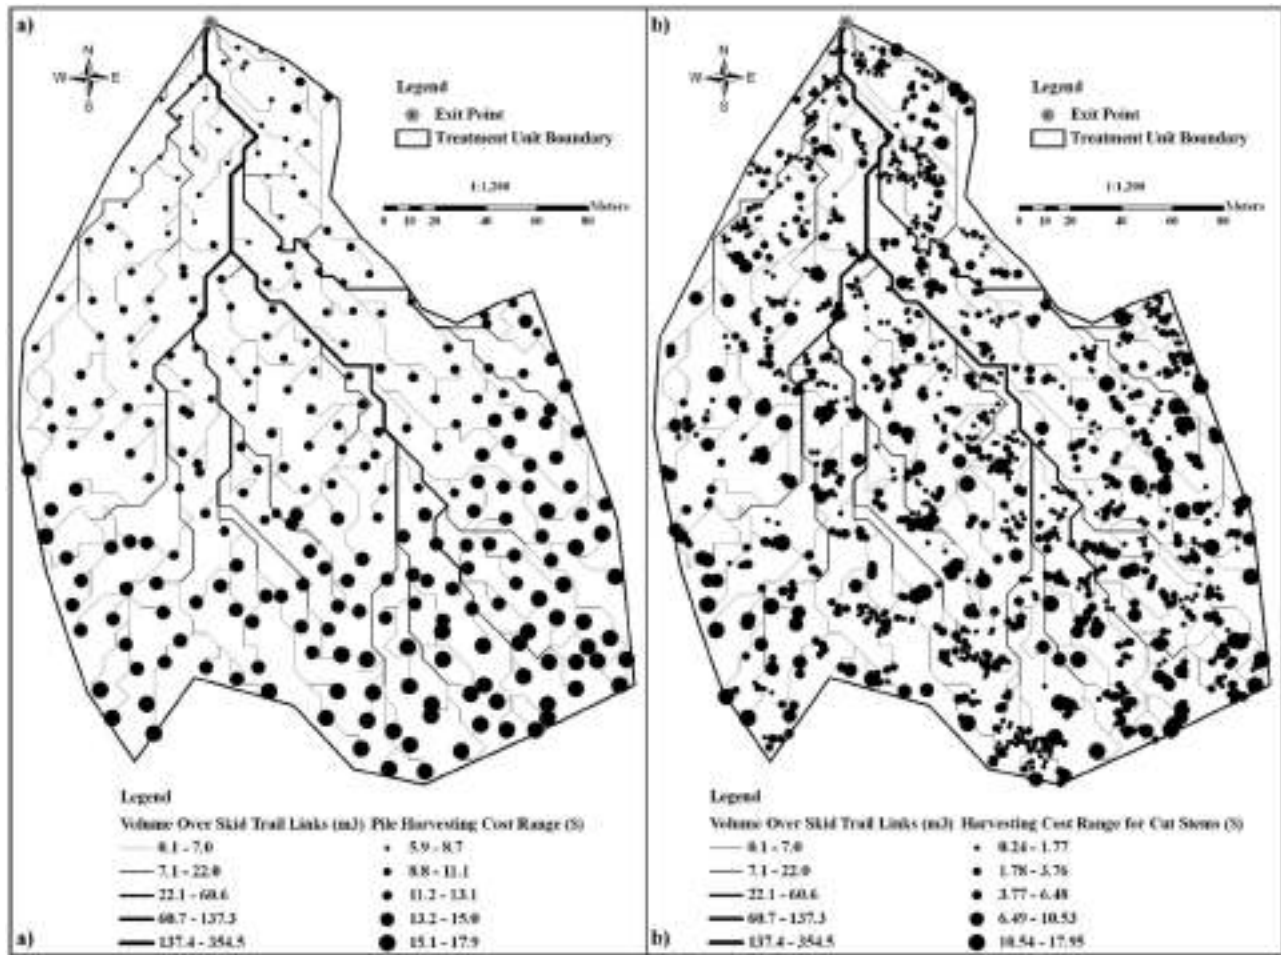 a)
N
W E
S
Legend
Exit Point
Treatment Unit Boundary
1:1,200
Meters
0 10 20 40 60 80
Legend
Volume Over Skid Trail Links (m3) Pile Harvesting Cost Range ($)
0.1 - 7.0 5.9 - 8.7
7.1 - 22.0 8.8 - 11.1
22.1 - 60.6 11.2 - 13.1
60.7 - 137.3 13.2 - 15.0
137.4 - 354.5 15.1 - 17.9
a)
b)
N
W E
S
Legend
Exit Point
Treatment Unit Boundary
1:1,200
Meters
0 10 20 40 60 80
Legend
Volume Over Skid Trail Links (m3) Harvesting Cost Range for Cut Stems ($)
0.1 - 7.0 0.24 - 1.77
7.1 - 22.0 1.78 - 3.76
22.1 - 60.6 3.77 - 6.48
60.7 - 137.3 6.49 - 10.53
137.4 - 354.5 10.54 - 17.95
b)